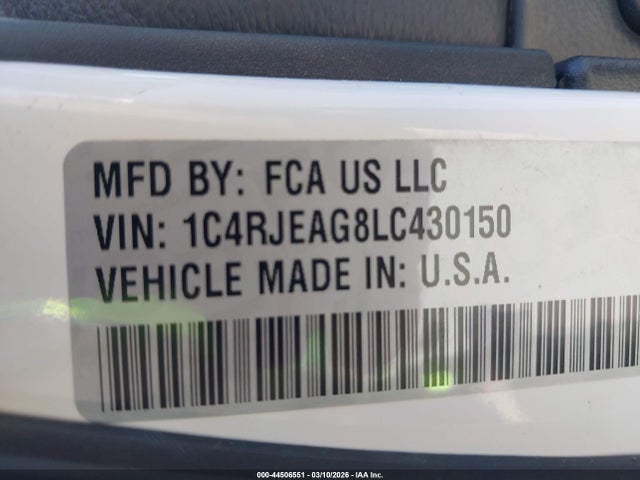 MFD BY: FCA US LLC
VIN: 1C4RJEAG8LC430150
VEHICLE MADE IN: U.S.A.
000-44506551 | 03/10/2026 | IAA Inc.